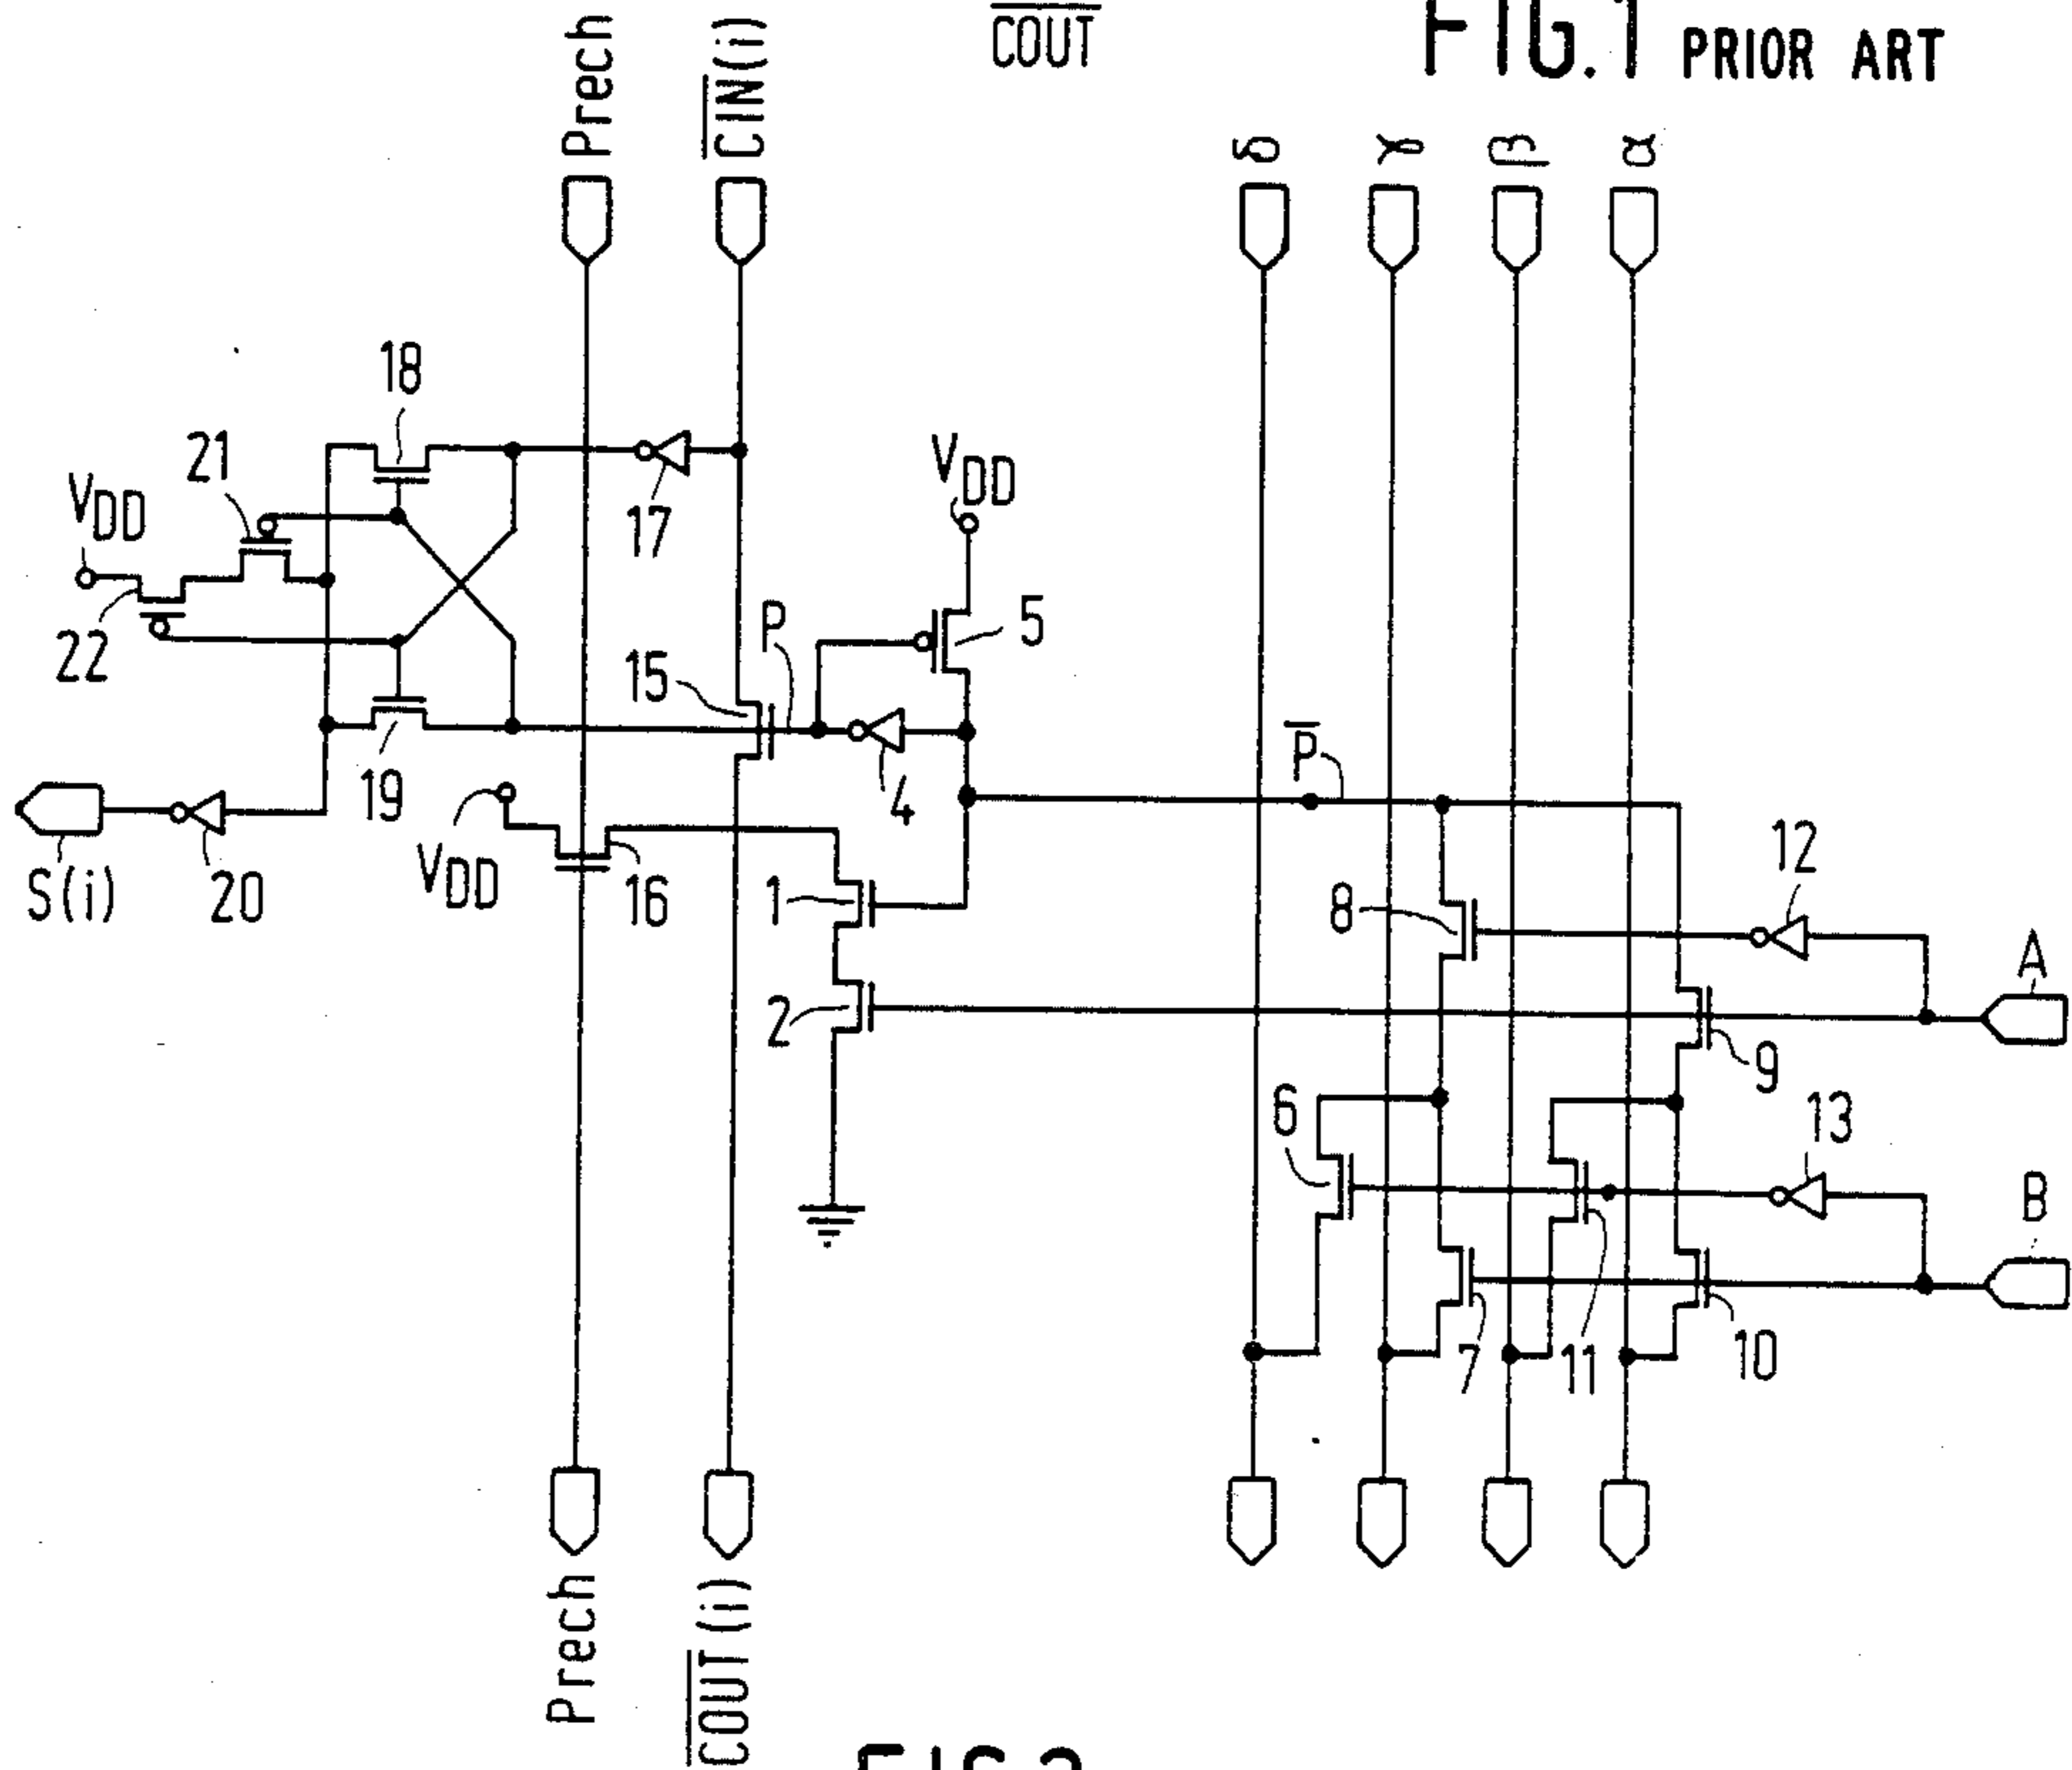 COUT
FIG.1 PRIOR ART
Prech
CIN(i)
δ
γ
β
α
18
21
VDD
17
VDD
22
P
5
15
P
19
4
12
S(i)
20
VDD
16
1
8
A
2
9
6
13
B
7
11
10
Prech
COUT(i)